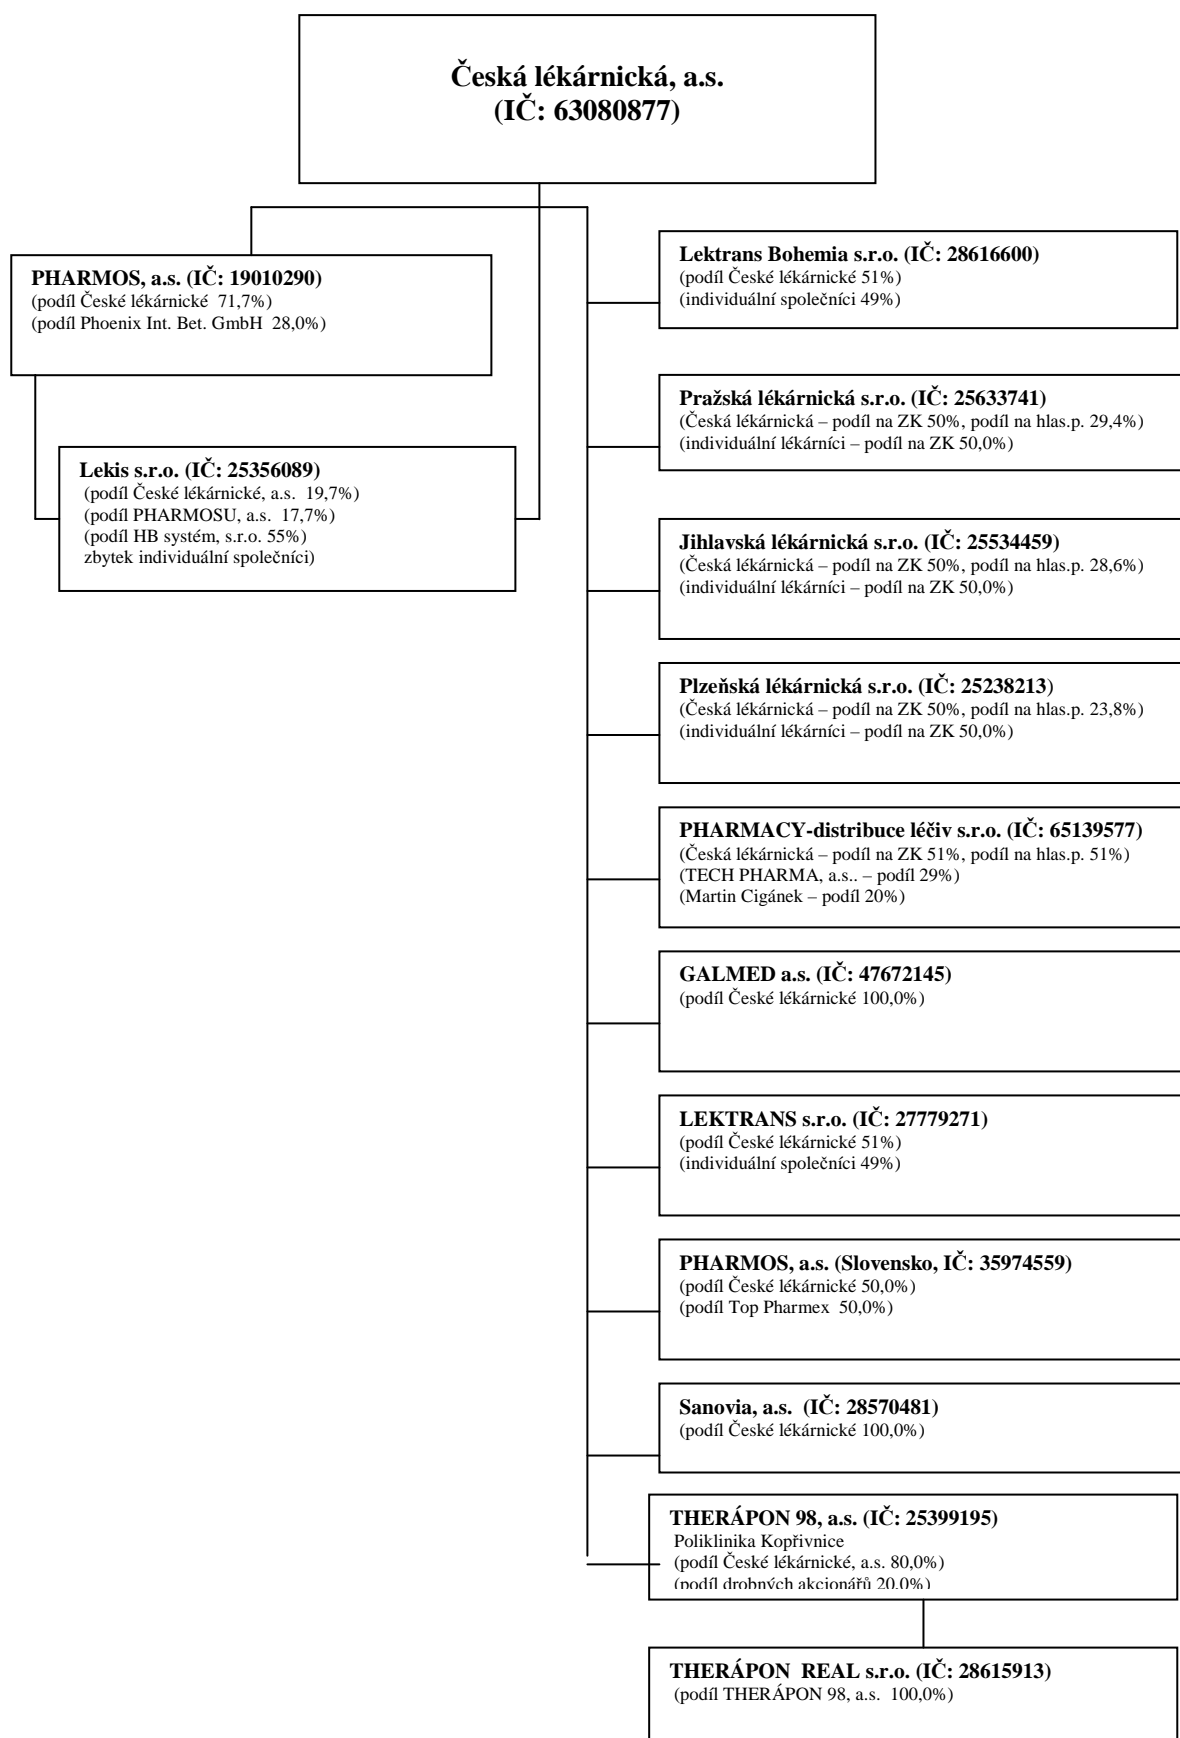 Česká lékárnická, a.s.
(IČ: 63080877)
PHARMOS, a.s. (IČ: 19010290)
(podíl České lékárnické  71,7%)
(podíl Phoenix Int. Bet. GmbH  28,0%)
Lekis s.r.o. (IČ: 25356089)
(podíl České lékárnické, a.s.  19,7%)
(podíl PHARMOSU, a.s.  17,7%)
(podíl HB systém, s.r.o. 55%)
zbytek individuální společníci)
Lektrans Bohemia s.r.o. (IČ: 28616600)
(podíl České lékárnické 51%)
(individuální společníci 49%)
Pražská lékárnická s.r.o. (IČ: 25633741)
(Česká lékárnická – podíl na ZK 50%, podíl na hlas.p. 29,4%)
(individuální lékárníci – podíl na ZK 50,0%)
Jihlavská lékárnická s.r.o. (IČ: 25534459)
(Česká lékárnická – podíl na ZK 50%, podíl na hlas.p. 28,6%)
(individuální lékárníci – podíl na ZK 50,0%)
Plzeňská lékárnická s.r.o. (IČ: 25238213)
(Česká lékárnická – podíl na ZK 50%, podíl na hlas.p. 23,8%)
(individuální lékárníci – podíl na ZK 50,0%)
PHARMACY-distribuce léčiv s.r.o. (IČ: 65139577)
(Česká lékárnická – podíl na ZK 51%, podíl na hlas.p. 51%)
(TECH PHARMA, a.s.. – podíl 29%)
(Martin Cigánek – podíl 20%)
GALMED a.s. (IČ: 47672145)
(podíl České lékárnické 100,0%)
LEKTRANS s.r.o. (IČ: 27779271)
(podíl České lékárnické 51%)
(individuální společníci 49%)
PHARMOS, a.s. (Slovensko, IČ: 35974559)
(podíl České lékárnické 50,0%)
(podíl Top Pharmex  50,0%)
Sanovia, a.s.  (IČ: 28570481)
(podíl České lékárnické 100,0%)
THERÁPON 98, a.s. (IČ: 25399195)
Poliklinika Kopřivnice
(podíl České lékárnické, a.s. 80,0%)
(podíl drobných akcionářů 20,0%)
THERÁPON  REAL s.r.o. (IČ: 28615913)
(podíl THERÁPON 98, a.s.  100,0%)